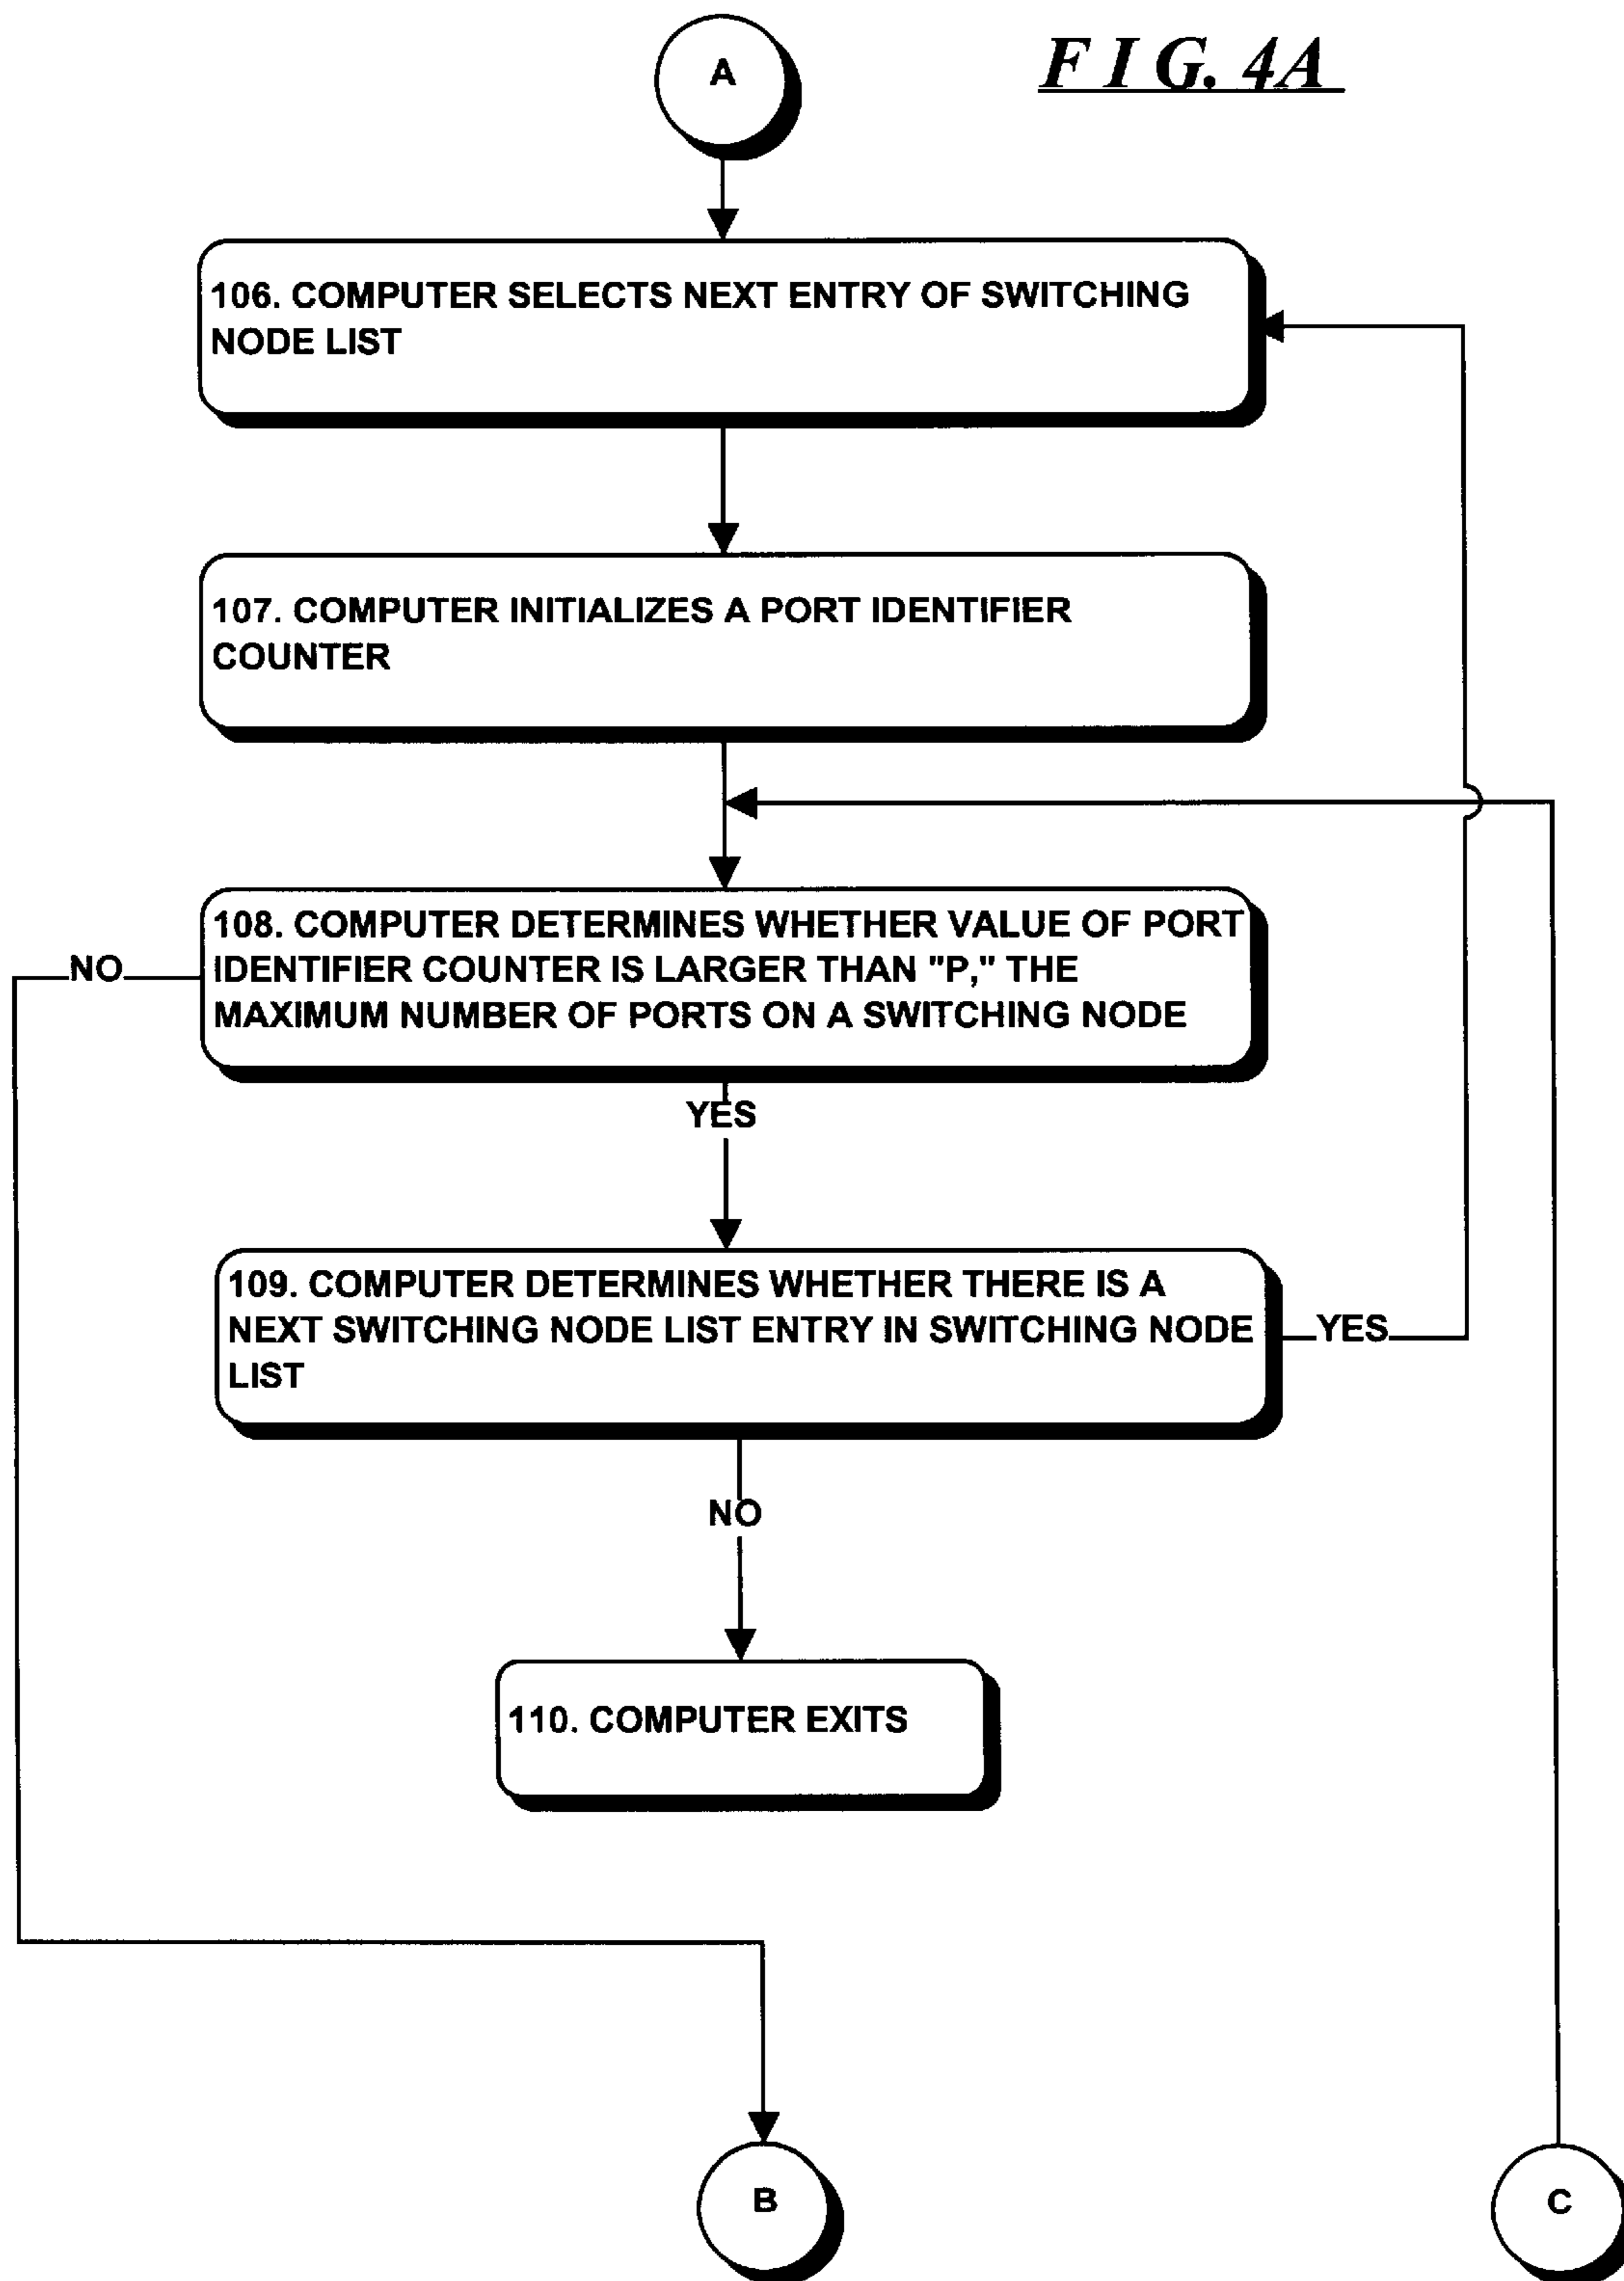 A
FIG. 4A
106. COMPUTER SELECTS NEXT ENTRY OF SWITCHING
NODE LIST
107. COMPUTER INITIALIZES A PORT IDENTIFIER
COUNTER
108. COMPUTER DETERMINES WHETHER VALUE OF PORT
IDENTIFIER COUNTER IS LARGER THAN "P," THE
MAXIMUM NUMBER OF PORTS ON A SWITCHING NODE
NO
YES
109. COMPUTER DETERMINES WHETHER THERE IS A
NEXT SWITCHING NODE LIST ENTRY IN SWITCHING NODE
LIST
YES
NO
110. COMPUTER EXITS
B
C